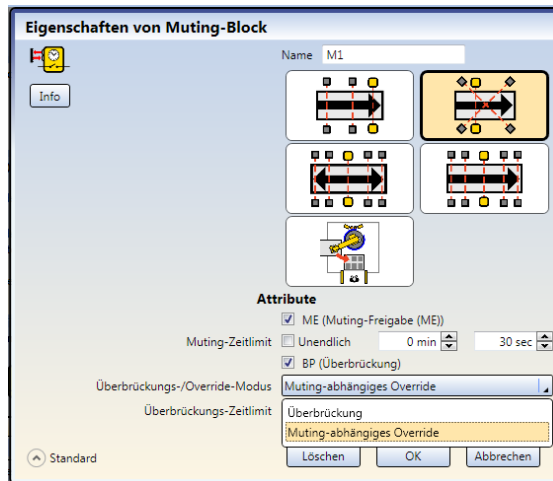 Eigenschaften von Muting-Block
Name M1
Info
Attribute
ME (Muting-Freigabe (ME))
Muting-Zeitlimit Unendlich 0 min 30 sec
BP (Überbrückung)
Überbrückungs-/Override-Modus Muting-abhängiges Override
Überbrückungs-Zeitlimit Überbrückung
Muting-abhängiges Override
Standard Löschen OK Abbrechen